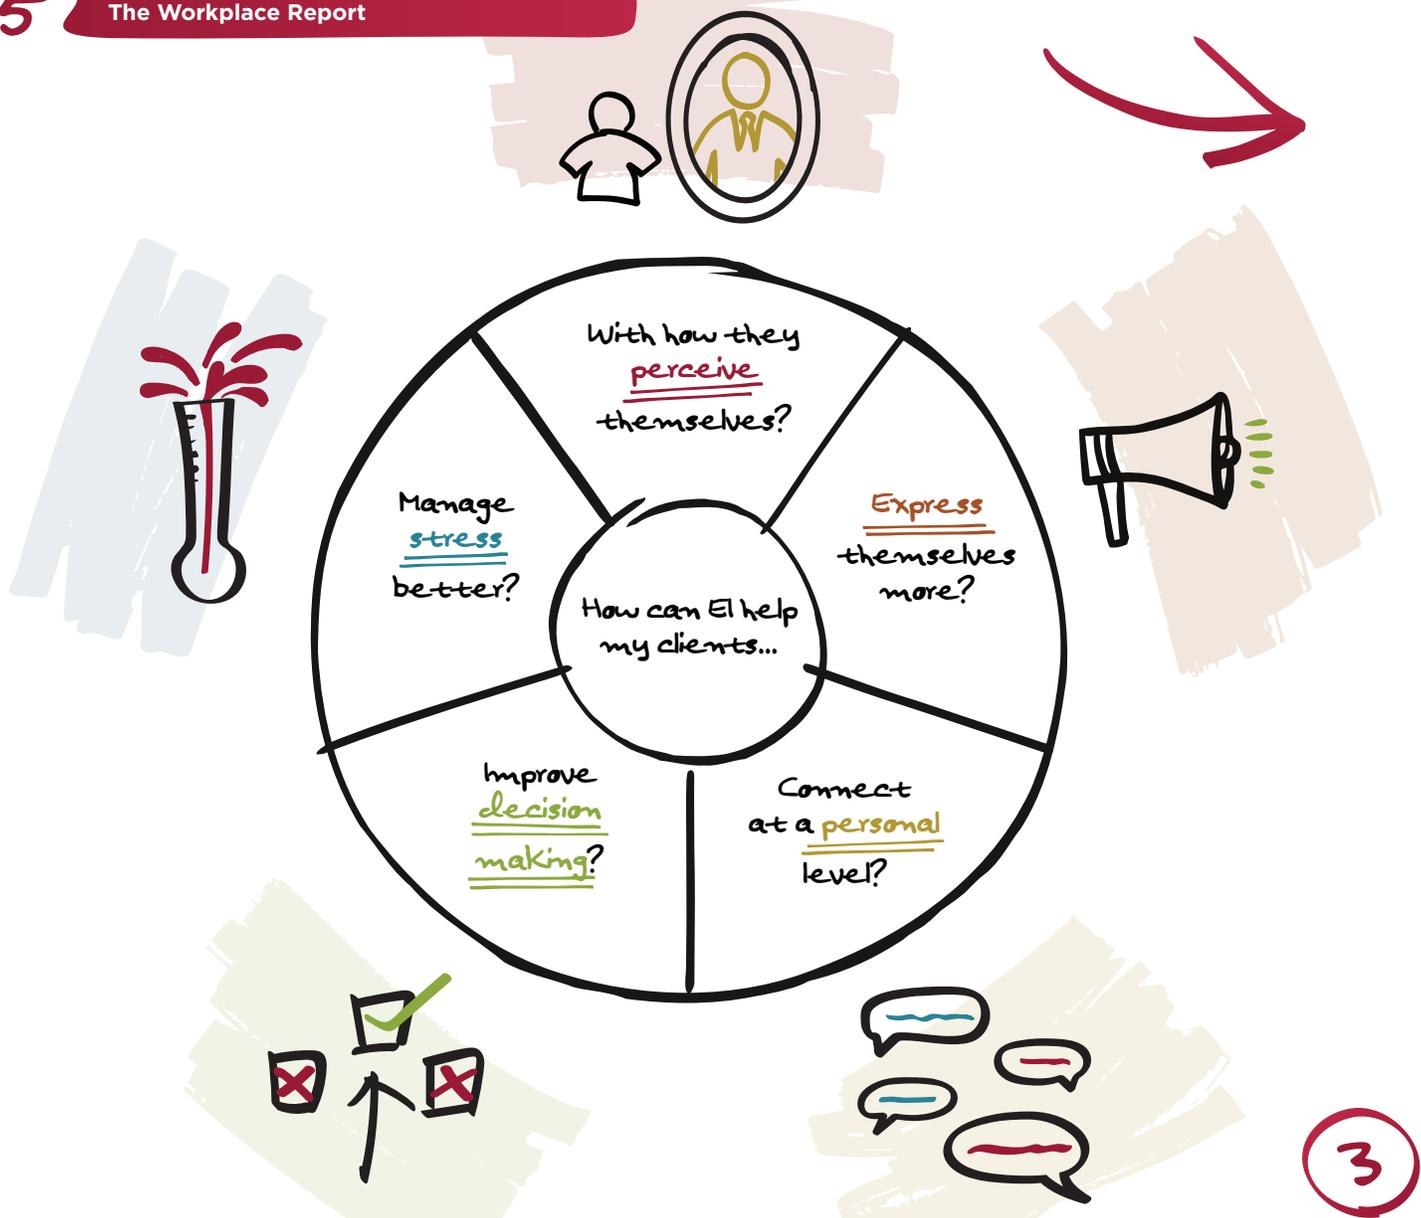 5
The Workplace Report
With how they
perceive
themselves?
Express
themselves
more?
Connect
at a personal
level?
Improve
decision
making?
Manage
stress
better?
How can EI help
my clients...
3